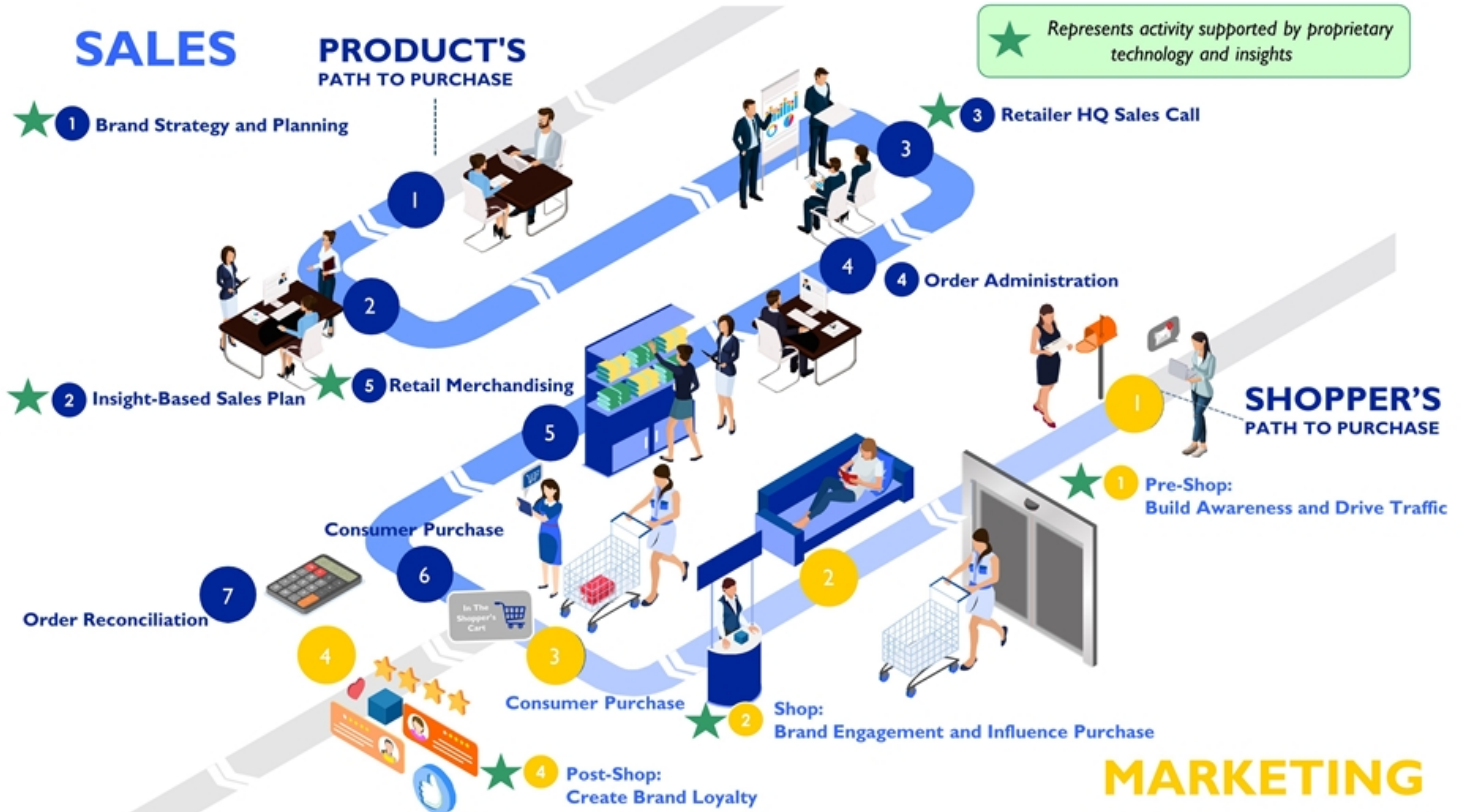 SALES
PRODUCT'S
PATH TO PURCHASE
Represents activity supported by proprietary
technology and insights
1 Brand Strategy and Planning
3 Retailer HQ Sales Call
3
1
4
4 Order Administration
2
2 Insight-Based Sales Plan
5 Retail Merchandising
1
SHOPPER'S
PATH TO PURCHASE
5
VIP
1 Pre-Shop:
Build Awareness and Drive Traffic
Consumer Purchase
6
2
7
Order Reconciliation
In The
Shopper's
Cart
4
3
Consumer Purchase
2 Shop:
Brand Engagement and Influence Purchase
4 Post-Shop:
Create Brand Loyalty
MARKETING